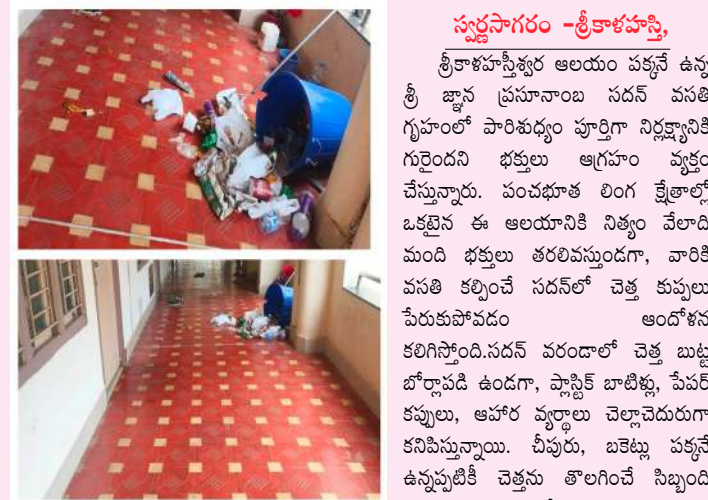 స్వర్ణసాగరం -శ్రీకాళహస్తి,
శ్రీకాళహస్తీశ్వర ఆలయం పక్కనే ఉన్న
శ్రీ జ్ఞాన ప్రసూనాంబ సదన్ వసతి
గృహంలో పారిశుధ్యం పూర్తిగా నిర్లక్ష్యానికి
గురైందని భక్తులు ఆగ్రహం వ్యక్తం
చేస్తున్నారు. పంచభూత లింగ క్షేత్రాల్లో
ఒకటైన ఈ ఆలయానికి నిత్యం వేలాది
మంది భక్తులు తరలివస్తుండగా, వారికి
వసతి కల్పించే సదన్‌లో చెత్త కుప్పలు
పేరుకుపోవడం ఆందోళన
కలిగిస్తోంది.సదన్ వరండాలో చెత్త బుట్ట
బోర్లాపడి ఉండగా, ప్లాస్టిక్ బాటిళ్లు, పేపర్
కప్పులు, ఆహార వ్యర్థాలు చెల్లాచెదురుగా
కనిపిస్తున్నాయి. చీపురు, బకెట్లు పక్కనే
ఉన్నప్పటికీ చెత్తను తొలగించే సిబ్బంది